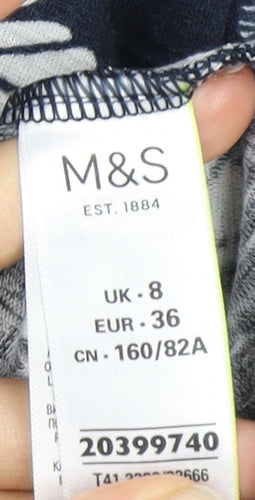 M&S
EST. 1884
UK · 8
EUR · 36
CN · 160/82A
20399740